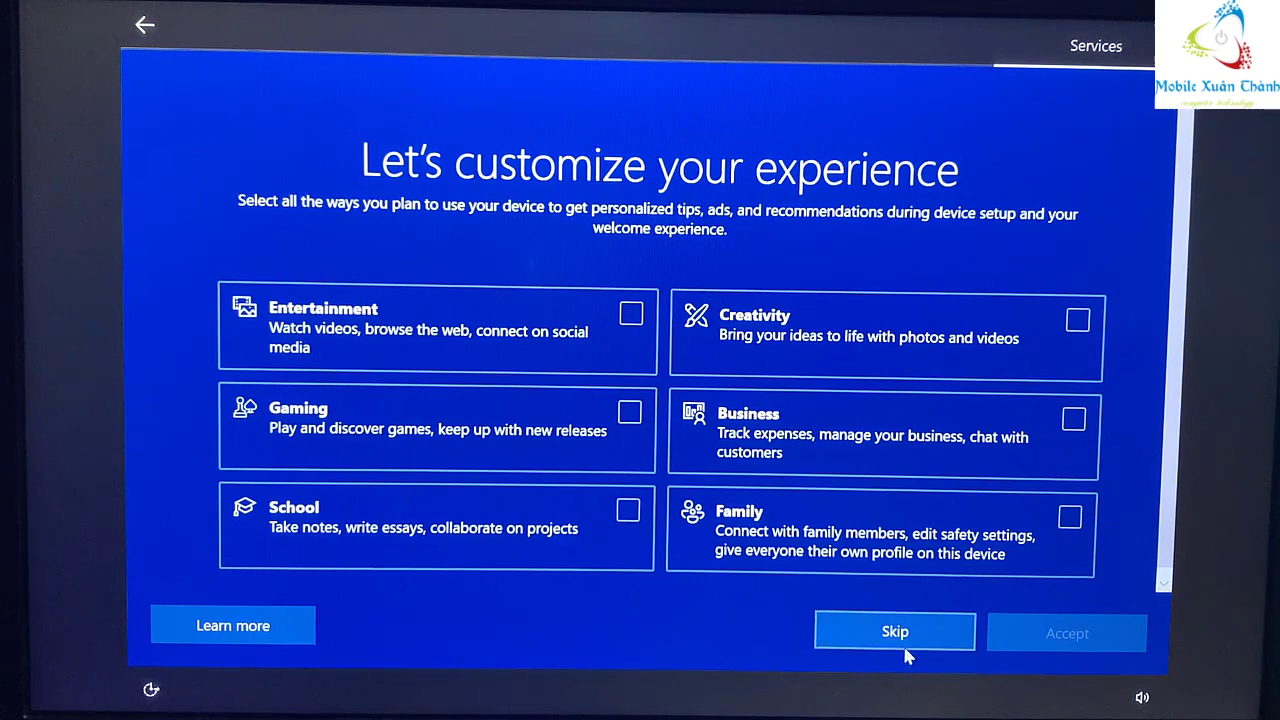 Services
Mobile Xuân Thành
computer technology
Let's customize your experience
Select all the ways you plan to use your device to get personalized tips, ads, and recommendations during device setup and your
welcome experience.
Entertainment
Watch videos, browse the web, connect on social
media
Creativity
Bring your ideas to life with photos and videos
Gaming
Play and discover games, keep up with new releases
Business
Track expenses, manage your business, chat with
customers
School
Take notes, write essays, collaborate on projects
Family
Connect with family members, edit safety settings,
give everyone their own profile on this device
Learn more
Skip
Accept